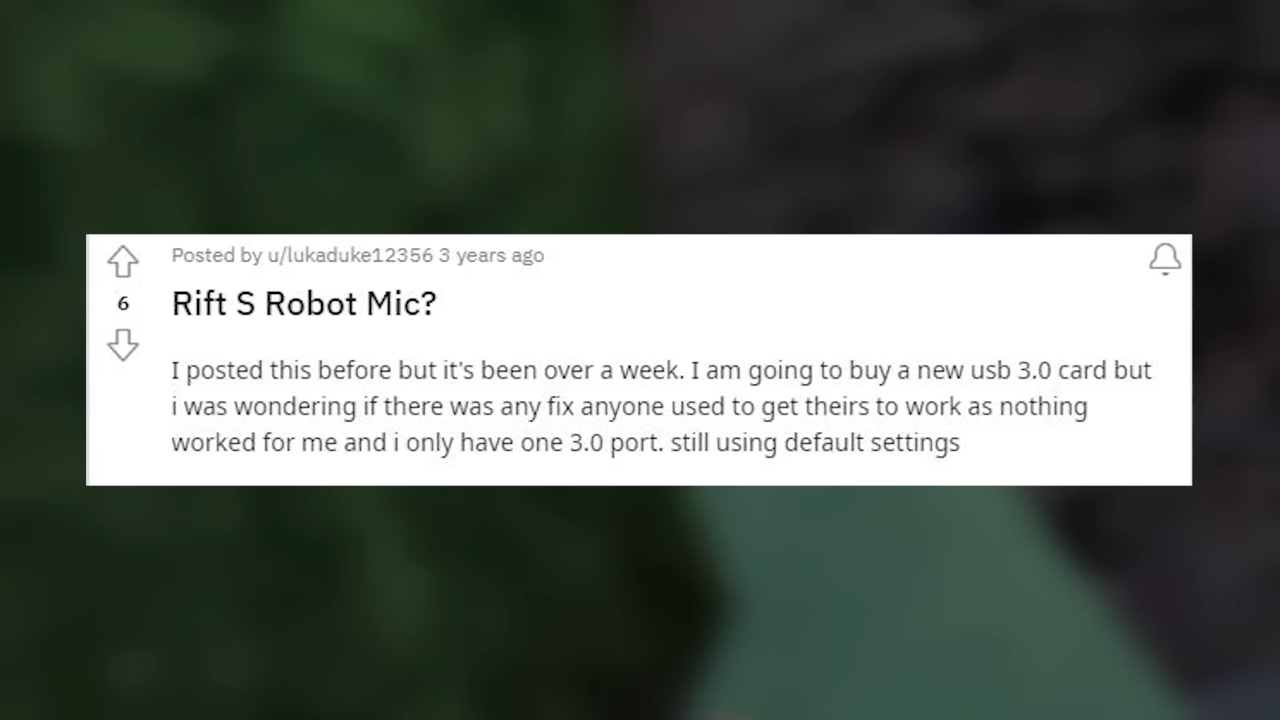 Posted by u/lukaduke12356 3 years ago
6
Rift S Robot Mic?
I posted this before but it's been over a week. I am going to buy a new usb 3.0 card but
i was wondering if there was any fix anyone used to get theirs to work as nothing
worked for me and i only have one 3.0 port. still using default settings